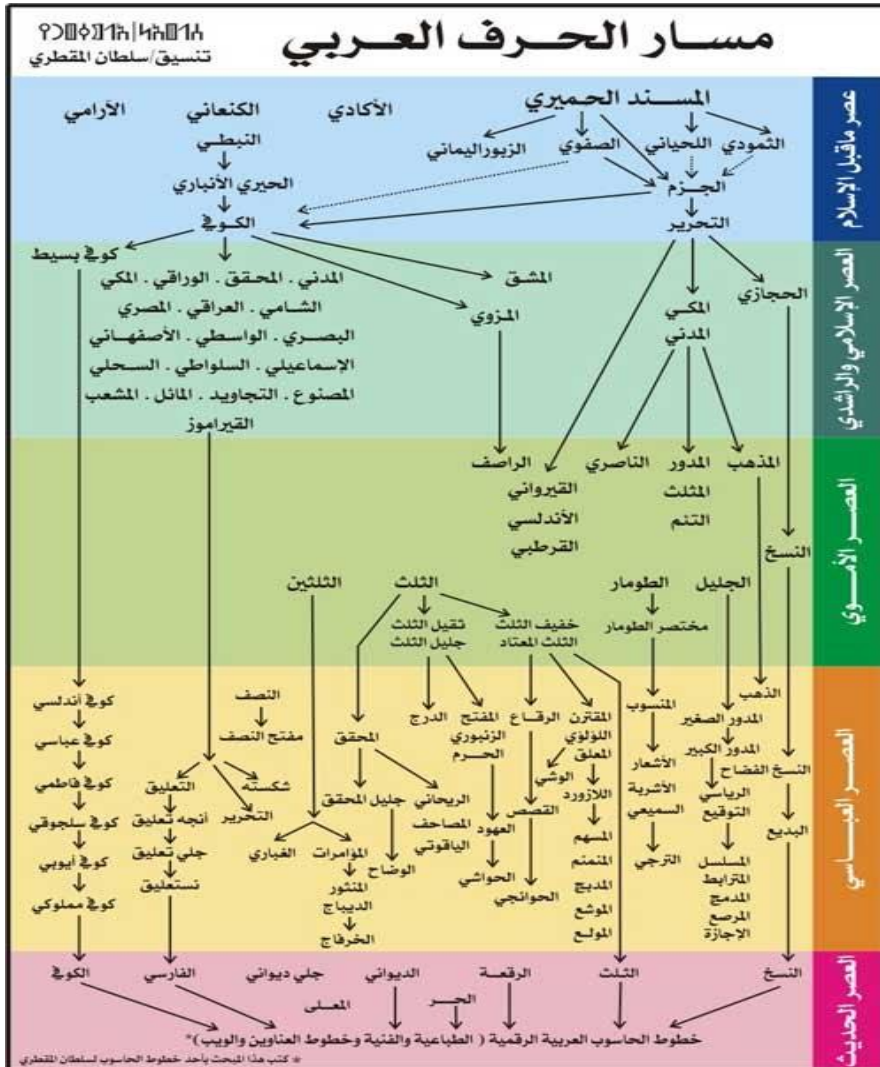 مسار الحرف العربي
تنسيق/سلطان المقطري
عصر ماقبل الإسلام
المسند الحميري
الأكادي
الكنعاني
الآرامي
الثمودي
اللحياني
الصفوي
الزبوراليماني
النبطي
الجزم
الحيري الأنباري
التحرير
الكوفي
العصر الإسلامي والراشدي
كوفي بسيط
المدني . المحقق . الوراقي . المكي
المشق
الحجازي
الشامي . العراقي . المصري
المزوي
المكي
المدني
البصري . الواسطي . الأصفهاني
الإسماعيلي . السلواطي . السحلي
المصنوع . التجاويد . المائل . المشعب
القيراموز
العصر الأموي
المذهب
المدور
الناصري
الراصف
المثلث
التنم
القيرواني
الأندلسي
القرطبي
النسخ
الجليل
الطومار
الثلث
الثلثين
مختصر الطومار
خفيف الثلث
الثلث المعتاد
ثقيل الثلث
جليل الثلث
العصر العباسي
الذهب
المدور الصغير
المدور الكبير
المنسوب
المقترن
اللؤلؤي
المعلق
الرقاع
المفتح
الزنبوري
الحرم
الدرج
المحقق
النصف
مفتح النصف
كوفي أندلسي
كوفي عباسي
النسخ الفضاح
الرياسي
التوقيع
الأشعار
الأشرية
السميعي
الوشي
اللازورد
القصص
العهود
الريحاني
المصاحف
الياقوتي
جليل المحقق
شكسته
التعليق
التحرير
كوفي فاطمي
البديع
أنجه تعليق
كوفي سلجوقي
المسلسل
المترابط
المدمج
المرصع
الإجازة
الترجي
المسهم
المنمنم
المدبج
الموشع
المولع
الحوائجي
الحواشي
الوضاح
المؤامرات
المنثور
الديباج
الخرفاج
الغباري
جلي تعليق
نستعليق
كوفي أيوبي
كوفي مملوكي
العصر الحديث
النسخ
الثلث
الرقعة
الديواني
جلي ديواني
الفارسي
الكوفي
الحر
المعلى
خطوط الحاسوب العربية الرقمية ( الطباعية والفنية وخطوط العناوين والويب)*
* كتب هذا المبحث بأحد خطوط الحاسوب لسلطان المقطري